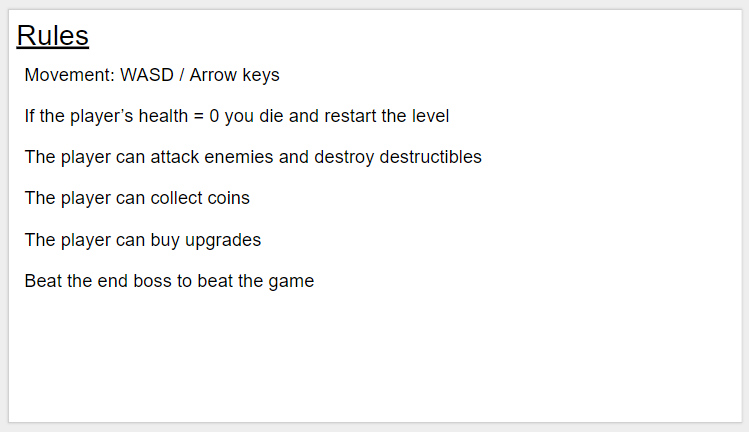 Rules
Movement: WASD / Arrow keys
If the player’s health = 0 you die and restart the level
The player can attack enemies and destroy destructibles
The player can collect coins
The player can buy upgrades
Beat the end boss to beat the game